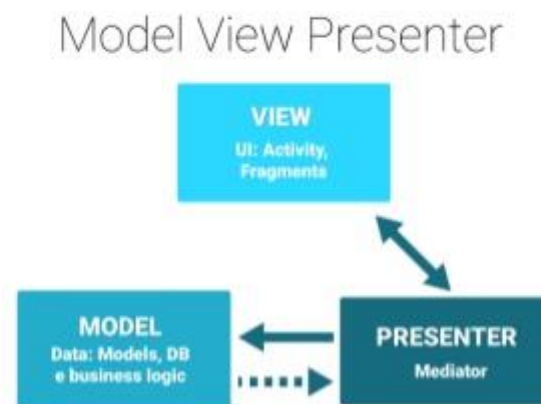 Model View Presenter
VIEW
UI: Activity,
Fragments
MODEL
Data: Models, DB
e business logic
PRESENTER
Mediator